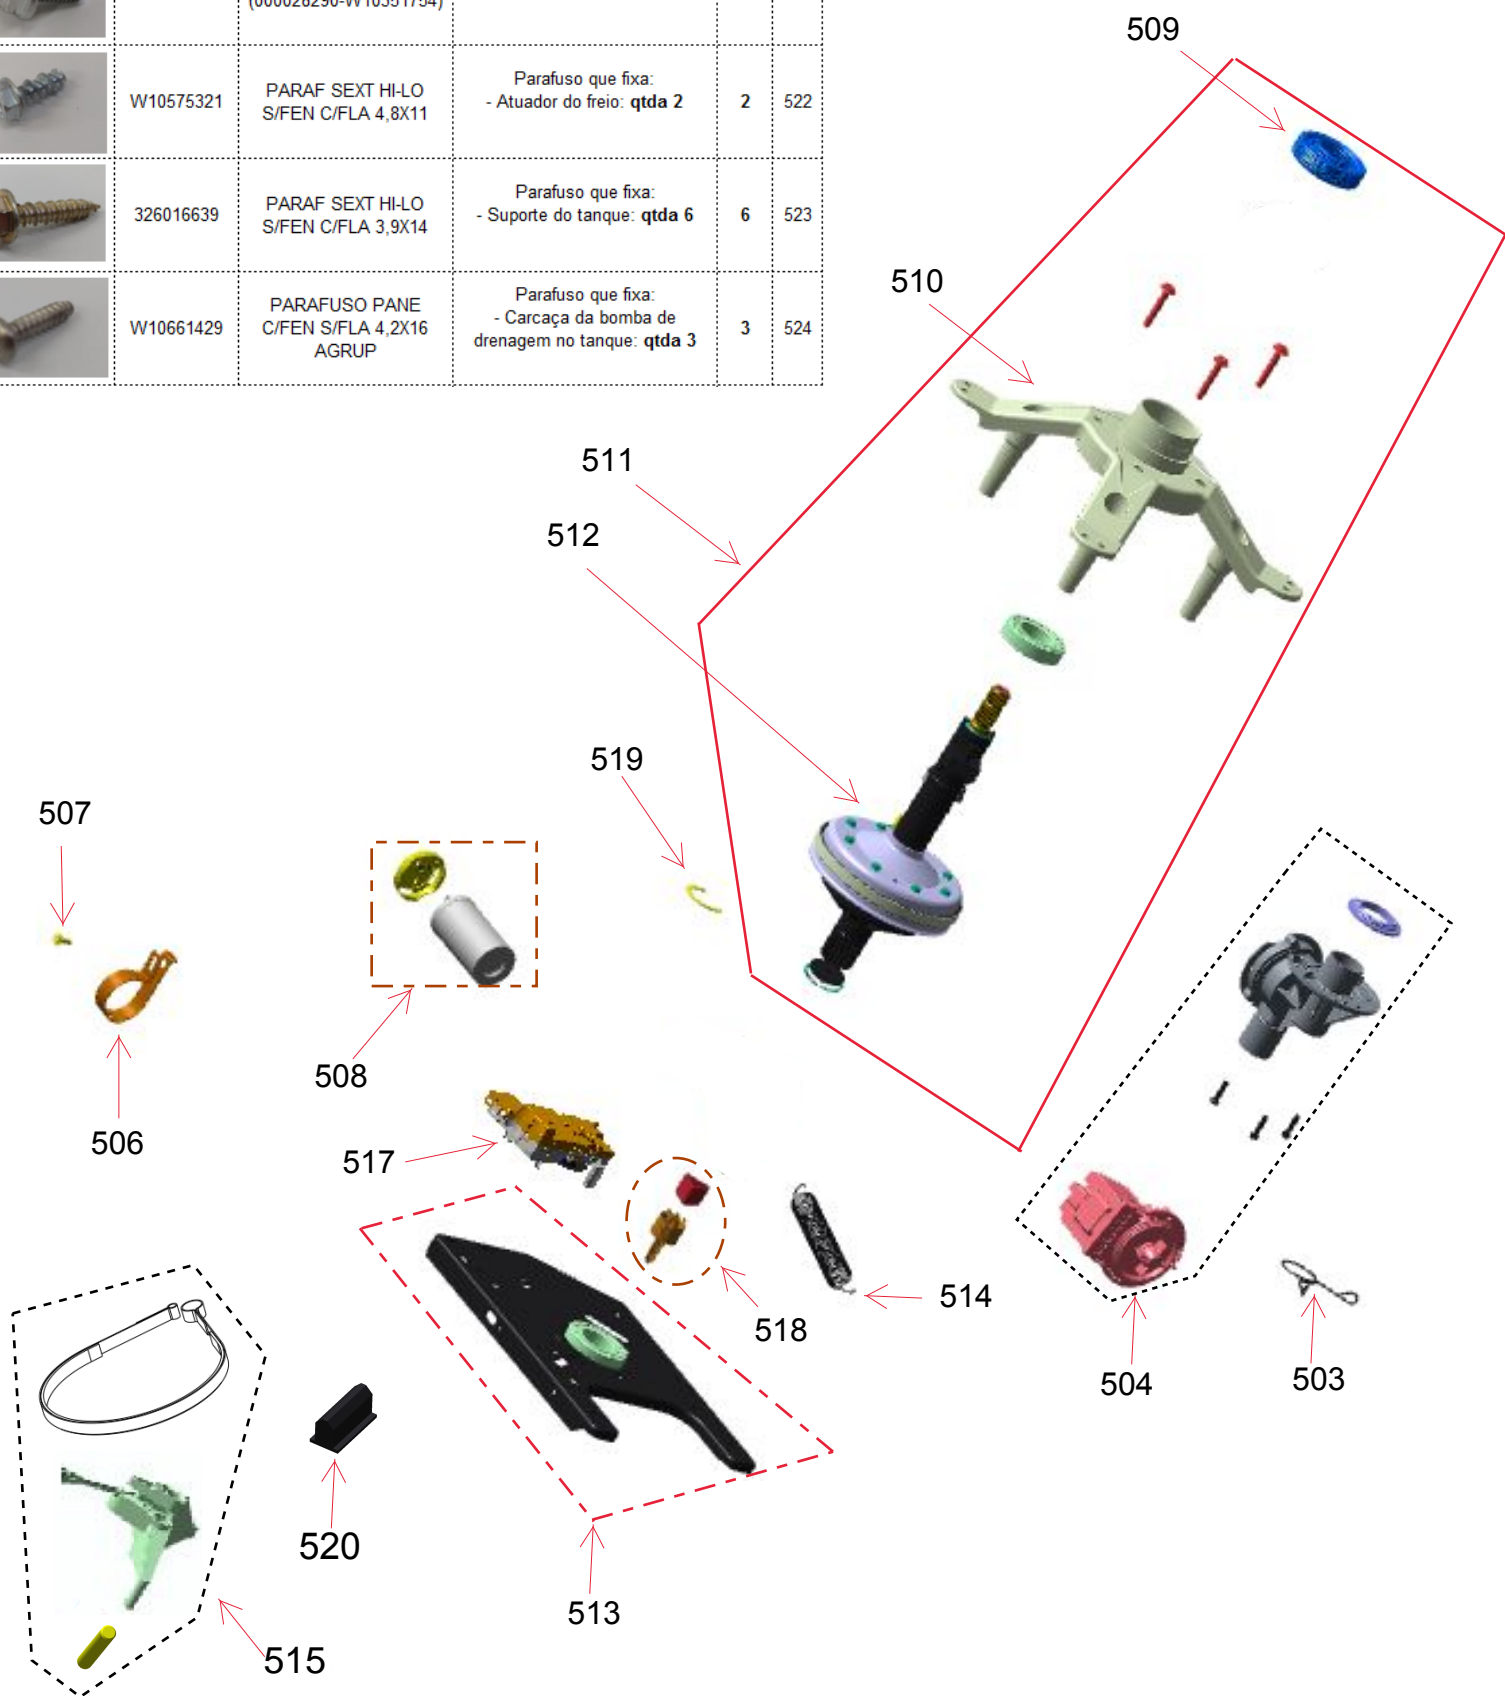 (000026290-W10351754)
W10575321
PARAF SEXT HI-LO
S/FEN C/FLA 4,8X11
Parafuso que fixa:
- Atuador do freio: qtda 2
2
522
326016639
PARAF SEXT HI-LO
S/FEN C/FLA 3,9X14
Parafuso que fixa:
- Suporte do tanque: qtda 6
6
523
W10661429
PARAFUSO PANE
C/FEN S/FLA 4,2X16
AGRUP
Parafuso que fixa:
- Carcaça da bomba de
drenagem no tanque: qtda 3
3
524
509
510
511
512
519
507
508
506
517
514
518
504
503
520
513
515